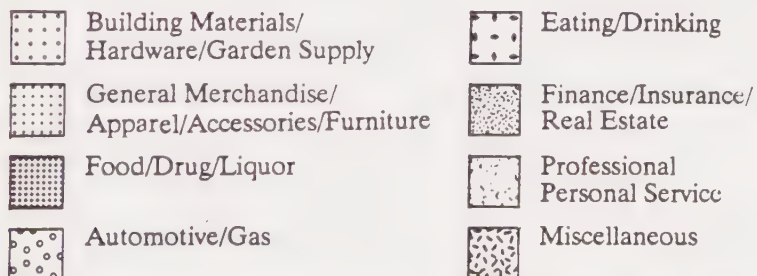 Building Materials/
Hardware/Garden Supply
General Merchandise/
Apparel/Accessories/Furniture
Food/Drug/Liquor
Automotive/Gas
Eating/Drinking
Finance/Insurance/
Real Estate
Professional
Personal Service
Miscellaneous